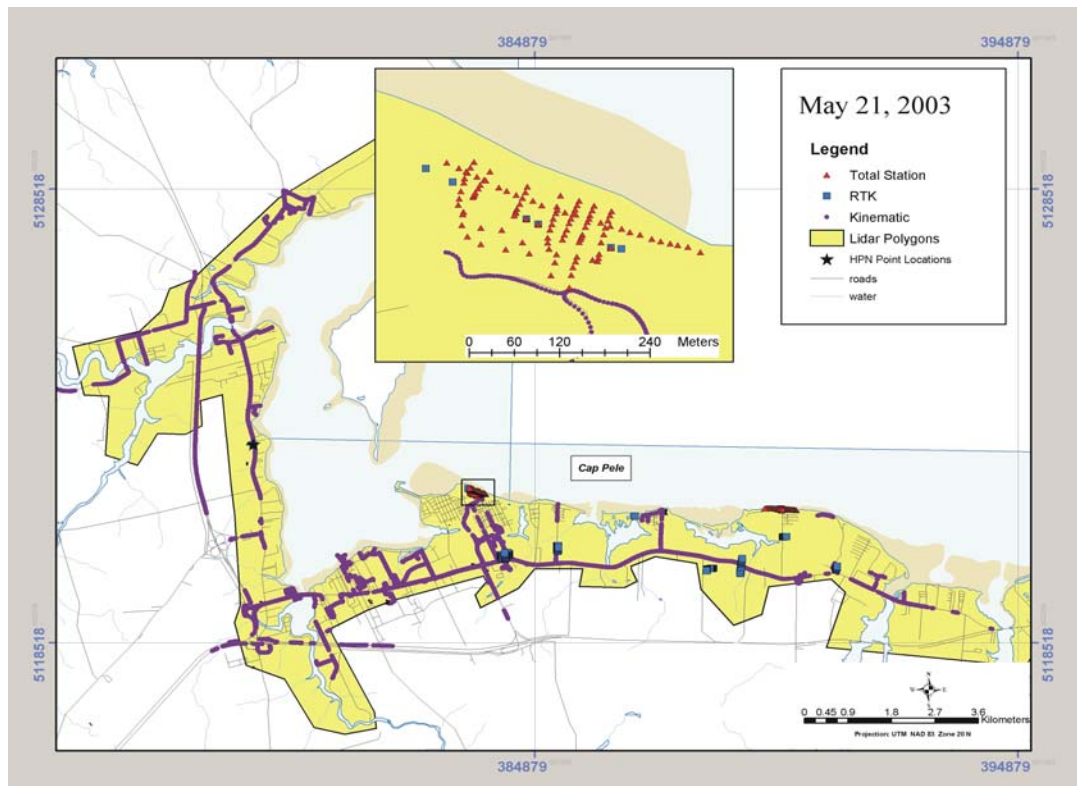 384879 394879
May 21, 2003
Legend
Total Station
RTK
Kinematic
Lidar Polygons
HPN Point Locations
roads
water
5128518 5128518
0 60 120 240 Meters
Cap Pele
5118518 5118518
N
W E
S
0 0.45 0.9 1.8 2.7 3.6
Kilometers
Projection: UTM NAD 83 Zone 20 N
384879 394879